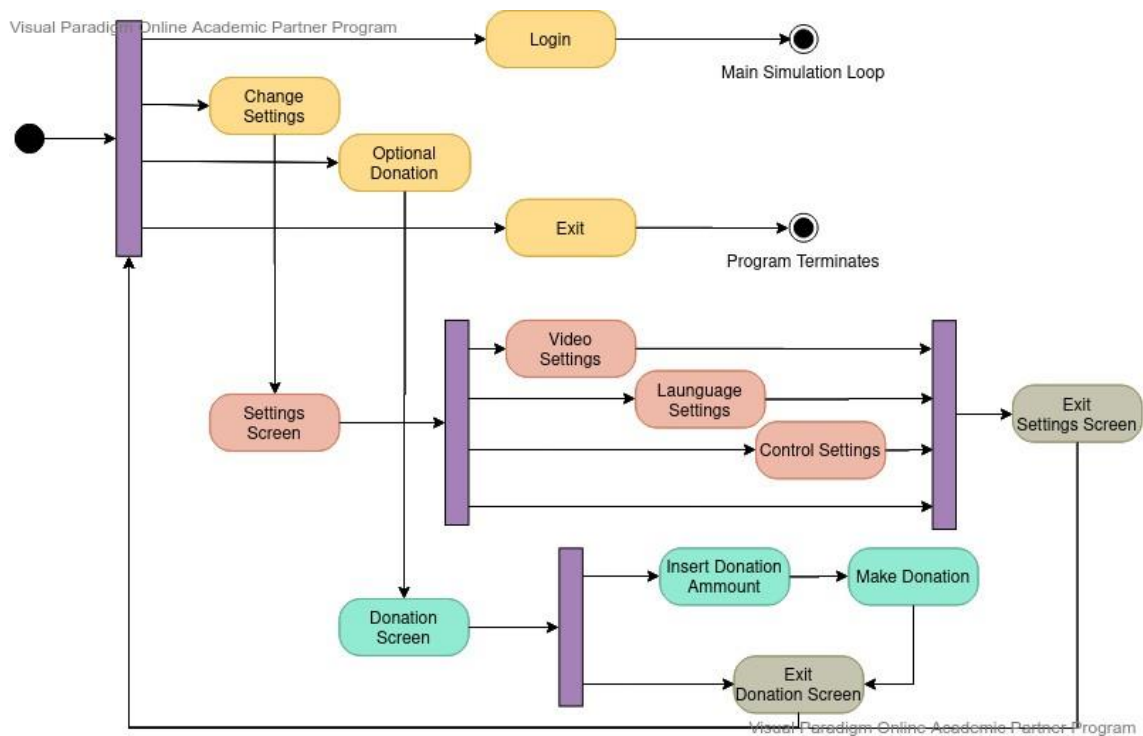 Visual Paradigm Online Academic Partner Program
Login
Main Simulation Loop
Change
Settings
Optional
Donation
Exit
Program Terminates
Video
Settings
Launguage
Settings
Control Settings
Settings
Screen
Exit
Settings Screen
Insert Donation
Ammount
Make Donation
Donation
Screen
Exit
Donation Screen
Visual Paradigm Online Academic Partner Program